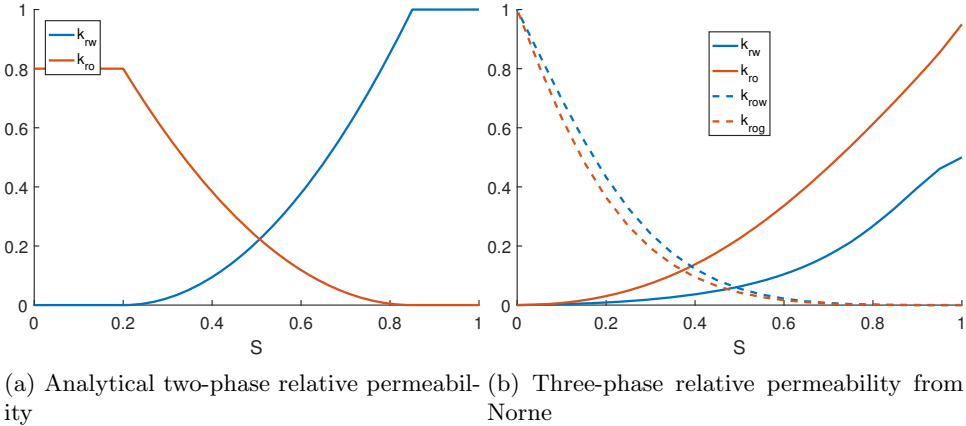 1
0.8
0.6
0.4
0.2
0
0
0.2
0.4
0.6
0.8
1
S
k_rw
k_ro
1
0.8
0.6
0.4
0.2
0
0
0.2
0.4
0.6
0.8
1
S
k_rw
k_ro
k_row
k_rog
(a) Analytical two-phase relative permeabil-
ity
(b) Three-phase relative permeability from
Norne